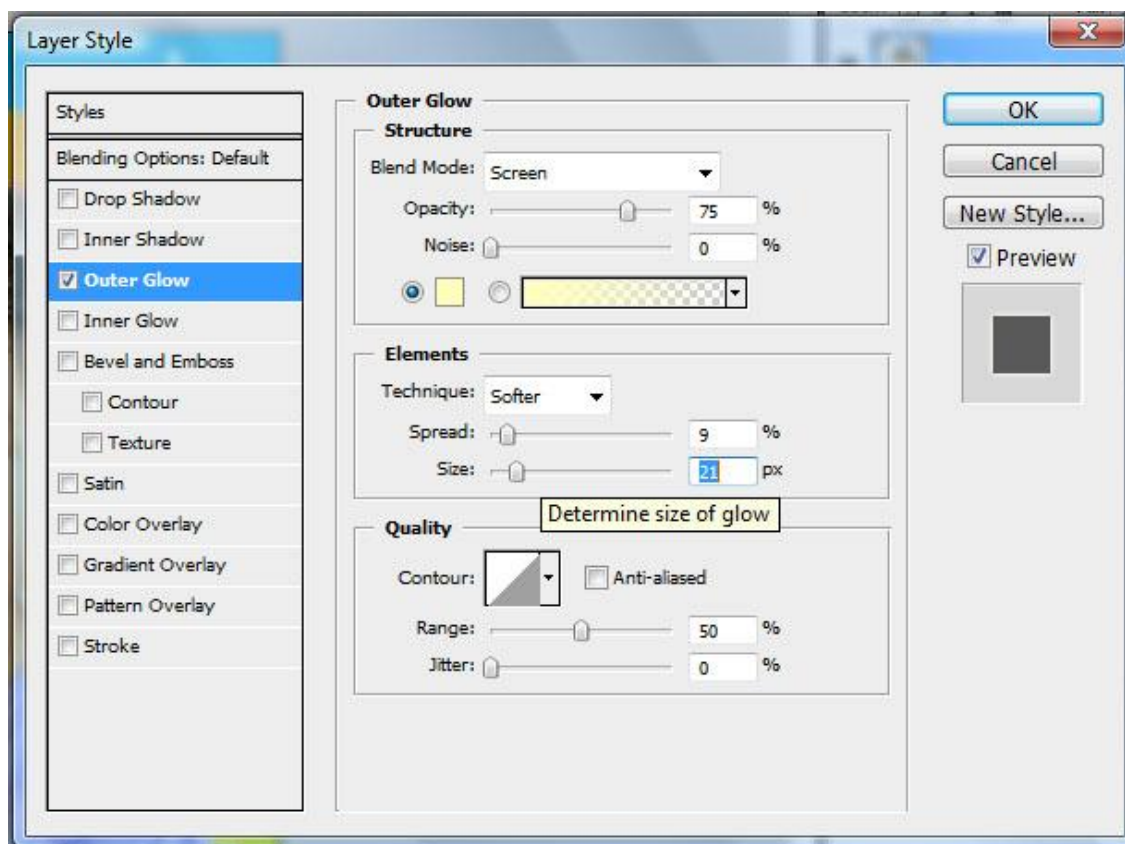 Layer Style
Styles
Blending Options: Default
Drop Shadow
Inner Shadow
Outer Glow
Inner Glow
Bevel and Emboss
Contour
Texture
Satin
Color Overlay
Gradient Overlay
Pattern Overlay
Stroke
Outer Glow
Structure
Blend Mode: Screen
Opacity: 75 %
Noise: 0 %
Elements
Technique: Softer
Spread: 9 %
Size: 21 px
Determine size of glow
Quality
Contour: Anti-aliased
Range: 50 %
Jitter: 0 %
OK
Cancel
New Style...
Preview